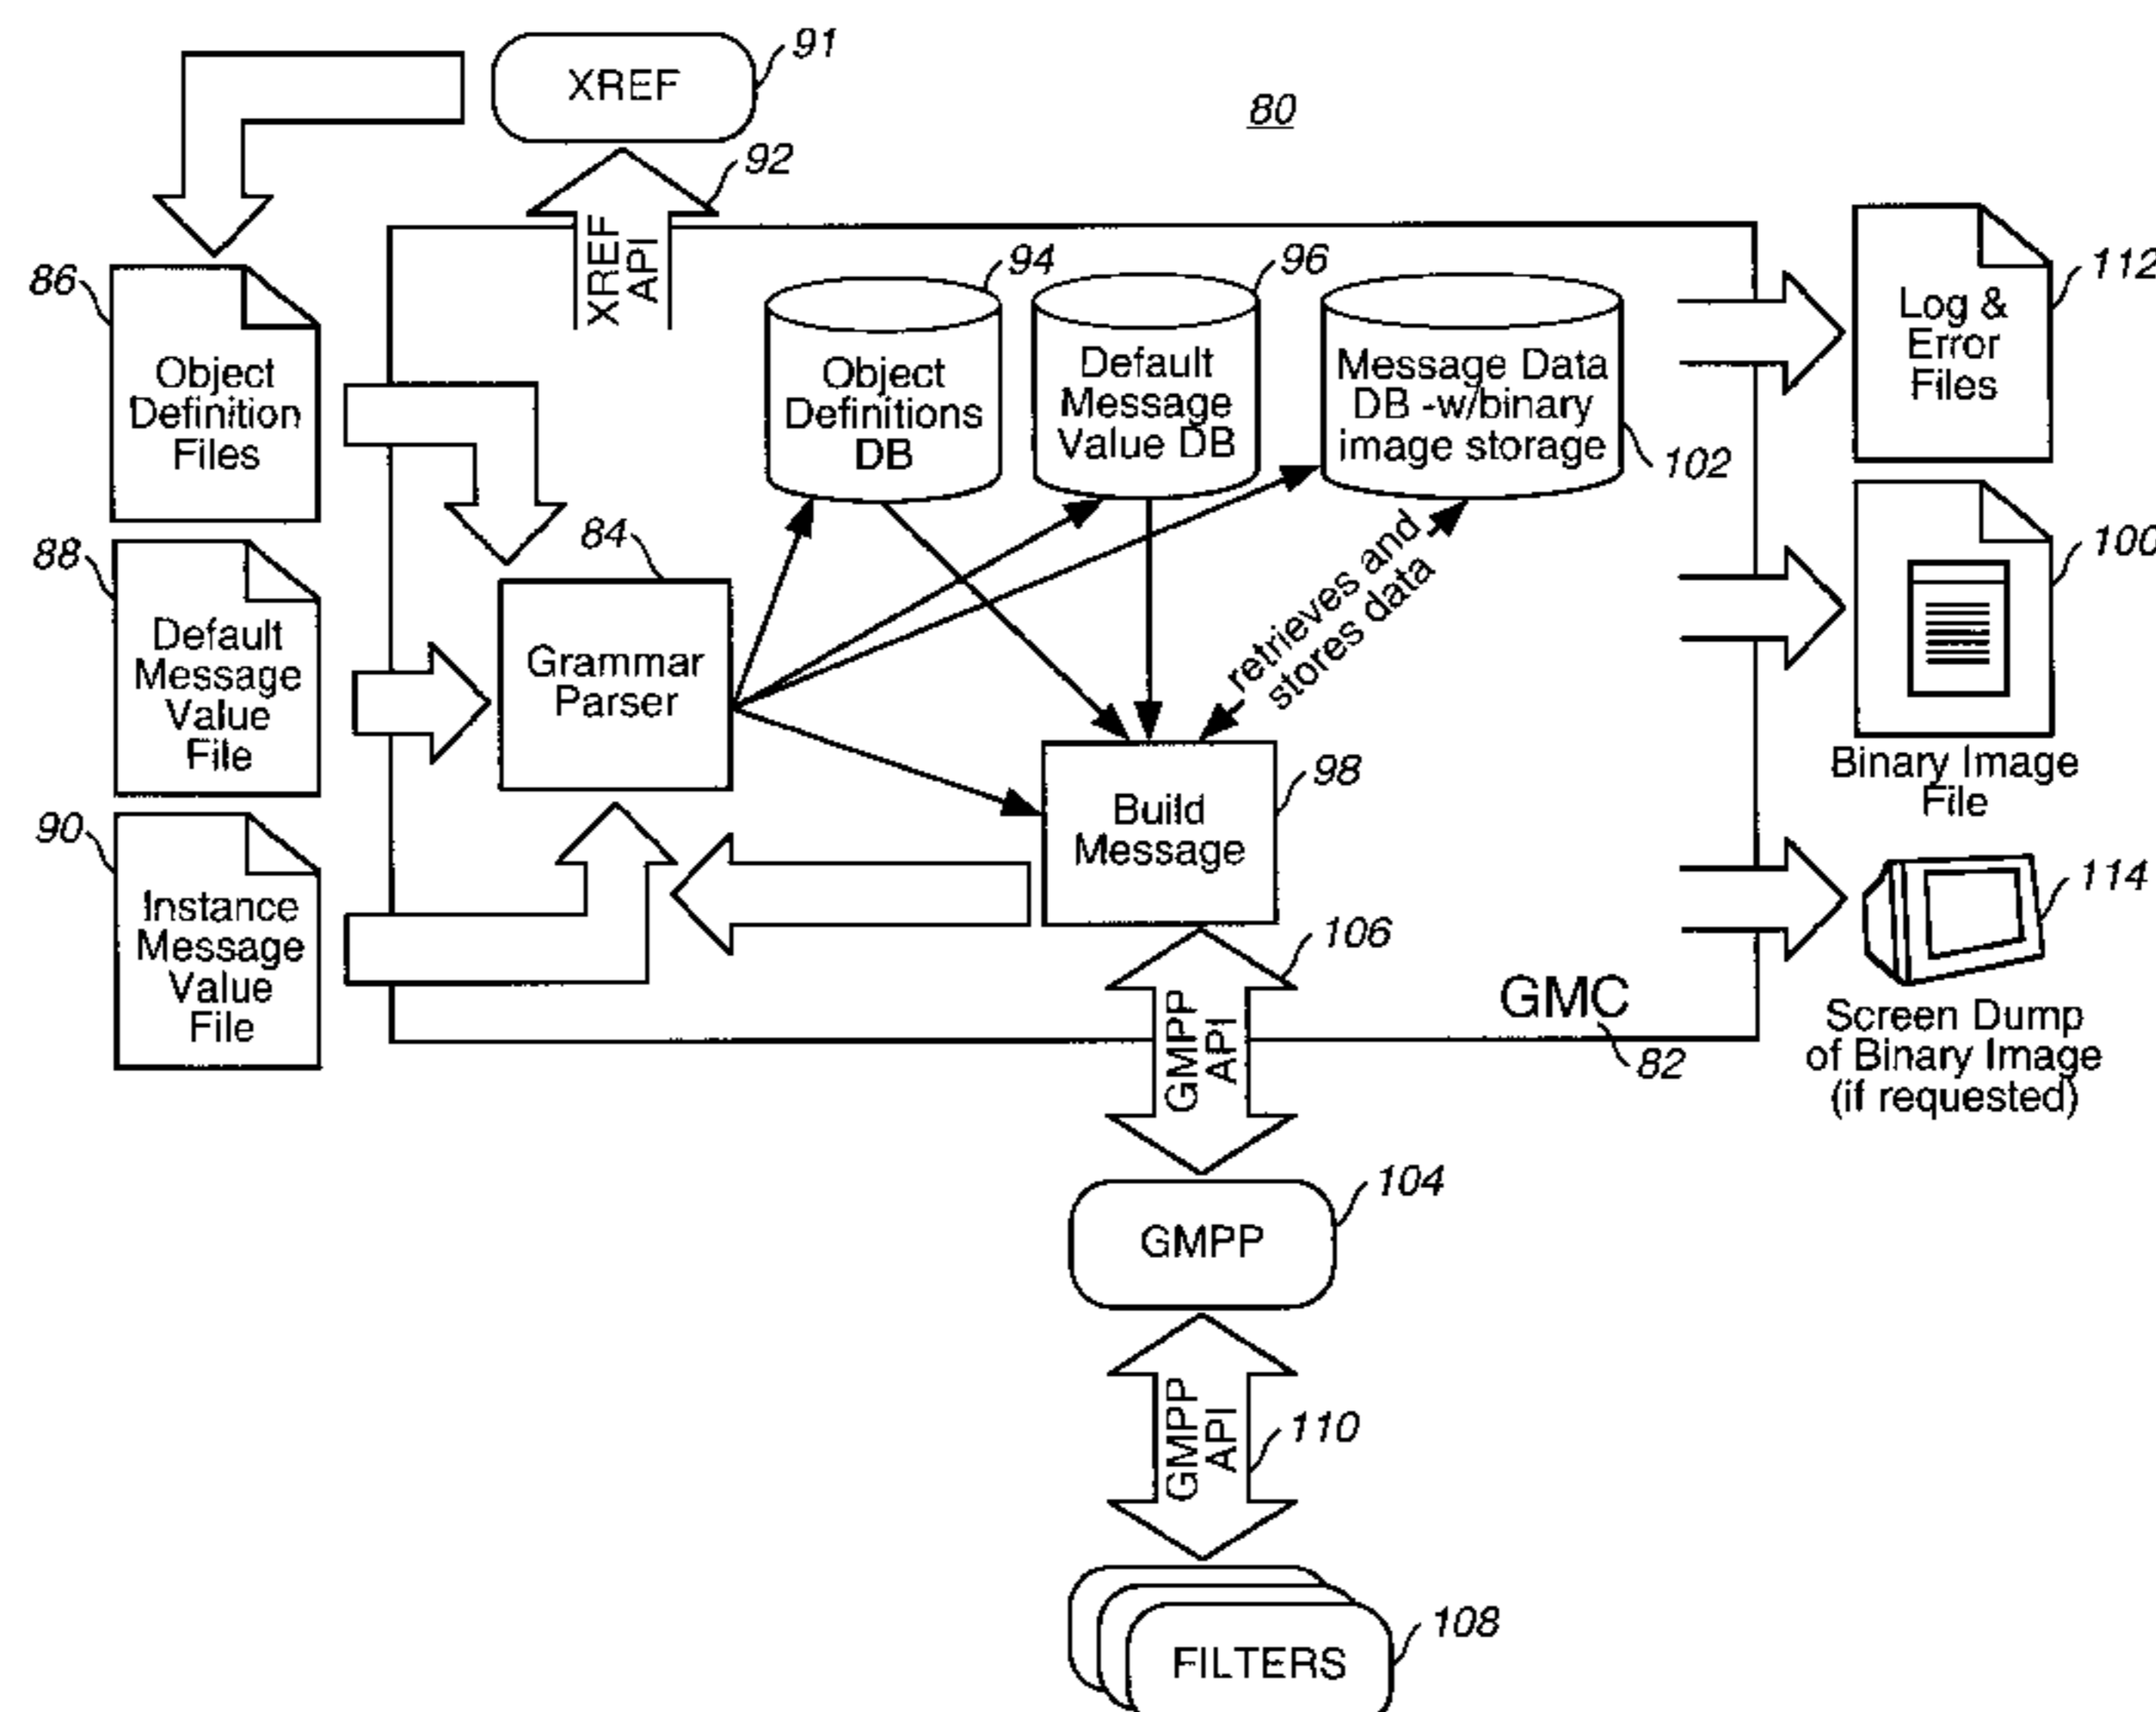 91
XREF
80
92
XREF
API
86
Object
Definition
Files
94
Object
Definitions
DB
96
Default
Message
Value DB
Message Data
DB -w/binary
image storage
102
Log &
Error
Files
112
88
Default
Message
Value
File
84
Grammar
Parser
retrieves and
stores data
100
Binary Image
File
90
Instance
Message
Value
File
98
Build
Message
106
GMPP
API
GMC
82
114
Screen Dump
of Binary Image
(if requested)
104
GMPP
GMPP
API
110
108
FILTERS